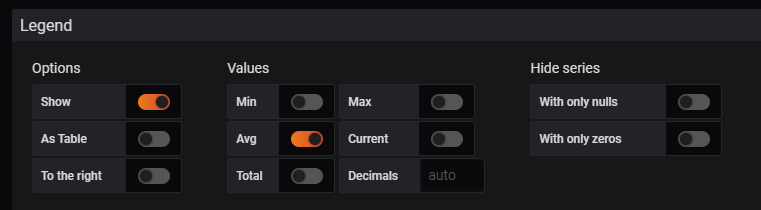 Legend
Options
Values
Hide series
Show
Min
Max
With only nulls
As Table
Avg
Current
With only zeros
To the right
Total
Decimals
auto